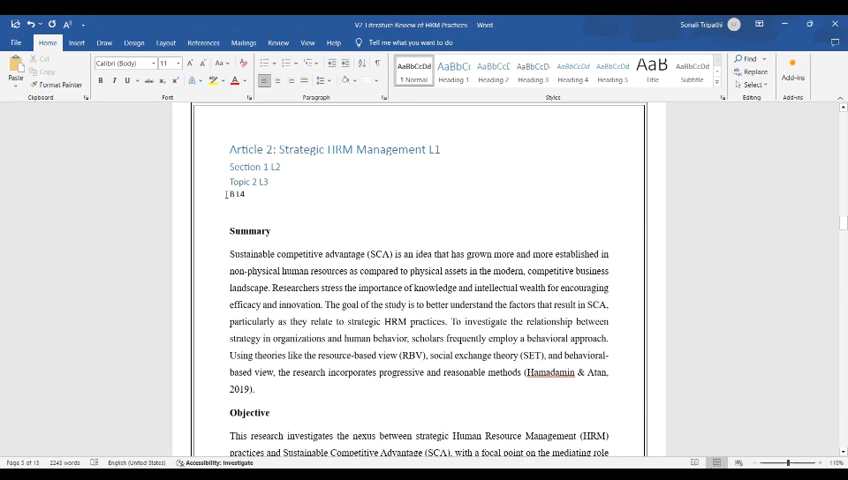 V2 Literature Review of HRM Practices - Word
Sonali Tripathi
File Home Insert Draw Design Layout References Mailings Review View Help Tell me what you want to do
Paste
Cut
Copy
Format Painter
Clipboard
Calibri (Body) 11
Font
Paragraph
AaBbCcDd AaBbCc AaBbCcC AaBbCcDc AaBbCcDd AaBbCcDd AaB AaBbCcDd
1 Normal Heading 1 Heading 2 Heading 3 Heading 4 Heading 5 Title Subtitle
Styles
Find
Replace
Select
Editing
Add-ins
Add-ins
Article 2: Strategic HRM Management L1
Section 1 L2
Topic 2 L3
B L4
Summary
Sustainable competitive advantage (SCA) is an idea that has grown more and more established in
non-physical human resources as compared to physical assets in the modern, competitive business
landscape. Researchers stress the importance of knowledge and intellectual wealth for encouraging
efficacy and innovation. The goal of the study is to better understand the factors that result in SCA,
particularly as they relate to strategic HRM practices. To investigate the relationship between
strategy in organizations and human behavior, scholars frequently employ a behavioral approach.
Using theories like the resource-based view (RBV), social exchange theory (SET), and behavioral-
based view, the research incorporates progressive and reasonable methods (Hamadamin & Atan,
2019).
Objective
This research investigates the nexus between strategic Human Resource Management (HRM)
practices and Sustainable Competitive Advantage (SCA), with a focal point on the mediating role
Page 5 of 13 2243 words English (United States) Accessibility: Investigate 110%